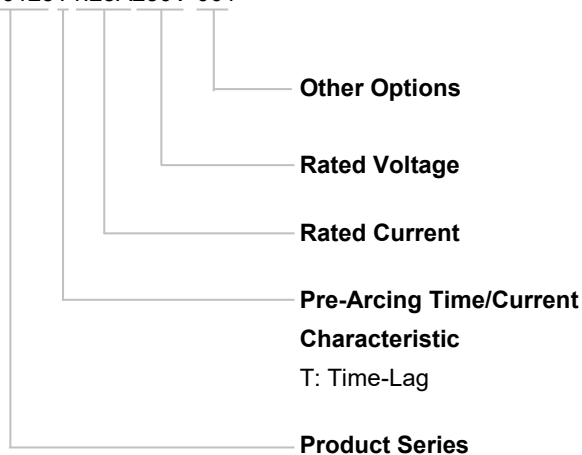 Other Options
Rated Voltage
Rated Current
Pre-Arcing Time/Current
Characteristic
T: Time-Lag
Product Series